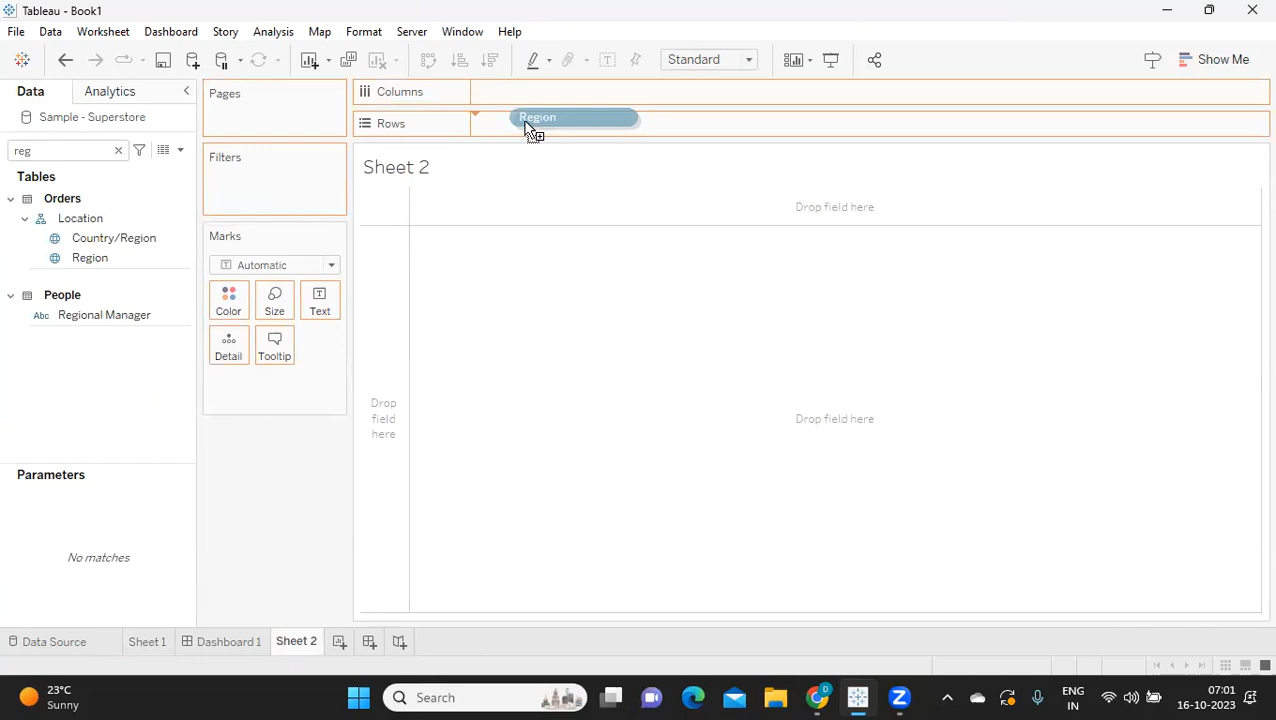 Tableau - Book1
File Data Worksheet Dashboard Story Analysis Map Format Server Window Help
Standard
Show Me
Data Analytics
Sample - Superstore
reg
Tables
Orders
Location
Country/Region
Region
People
Abc Regional Manager
Parameters
No matches
Pages
Filters
Marks
Automatic
Color Size Text
Detail Tooltip
Columns
Rows
Region
Sheet 2
Drop field here
Drop
field
here
Drop field here
Data Source Sheet 1 Dashboard 1 Sheet 2
23°C
Sunny
Search
ENG
IN
07:01
16-10-2023